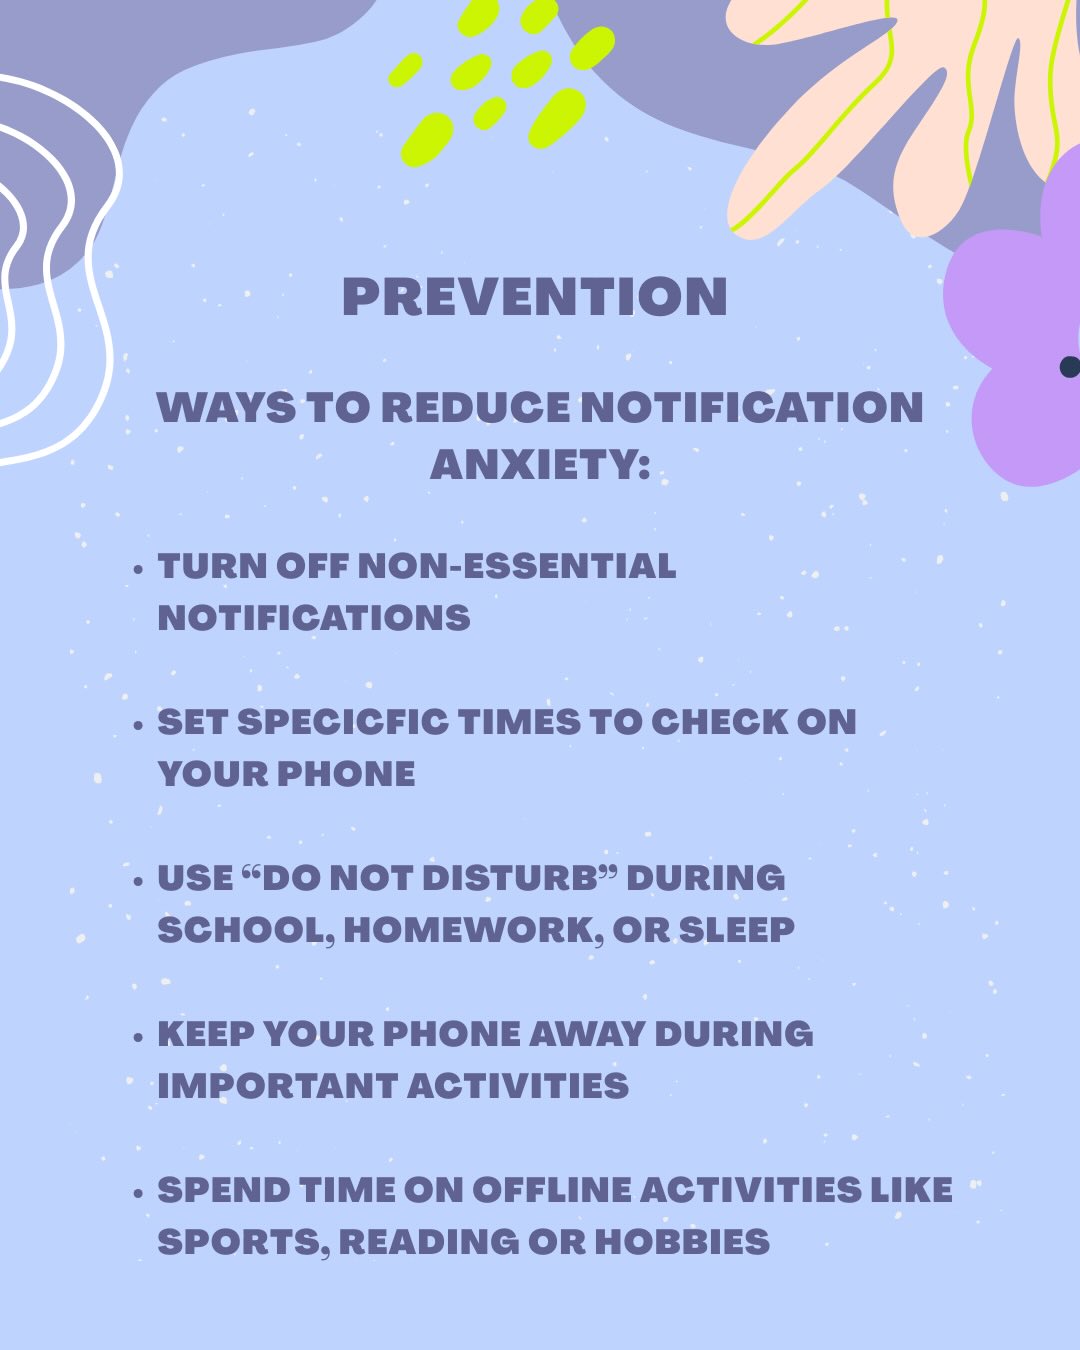 PREVENTION
WAYS TO REDUCE NOTIFICATION
ANXIETY:
• TURN OFF NON-ESSENTIAL
NOTIFICATIONS
• SET SPECICFIC TIMES TO CHECK ON
YOUR PHONE
• USE “DO NOT DISTURB” DURING
SCHOOL, HOMEWORK, OR SLEEP
• KEEP YOUR PHONE AWAY DURING
IMPORTANT ACTIVITIES
• SPEND TIME ON OFFLINE ACTIVITIES LIKE
SPORTS, READING OR HOBBIES